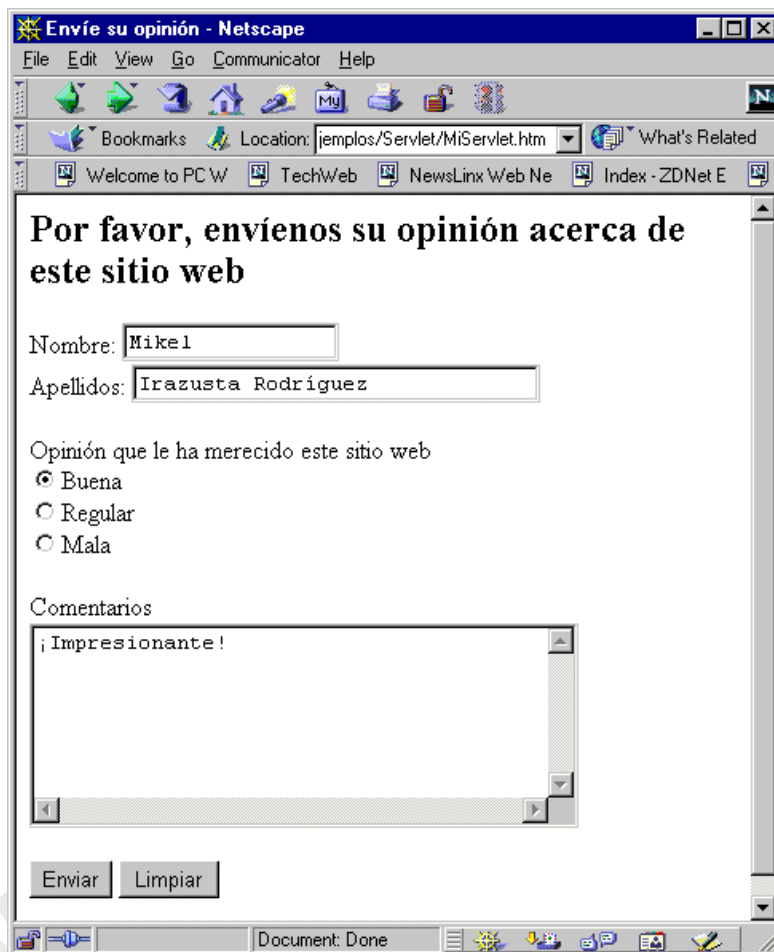 Envíe su opinión - Netscape
File Edit View Go Communicator Help
My
N
Bookmarks Location: jemplos/Servlet/MiServlet.htm What's Related
Welcome to PC W TechWeb NewsLinx Web Ne Index - ZDNet E
Por favor, envíenos su opinión acerca de
este sitio web
Nombre: Mikel
Apellidos: Irazusta Rodríguez
Opinión que le ha merecido este sitio web
Buena
Regular
Mala
Comentarios
¡Impresionante!
Enviar Limpiar
Document: Done